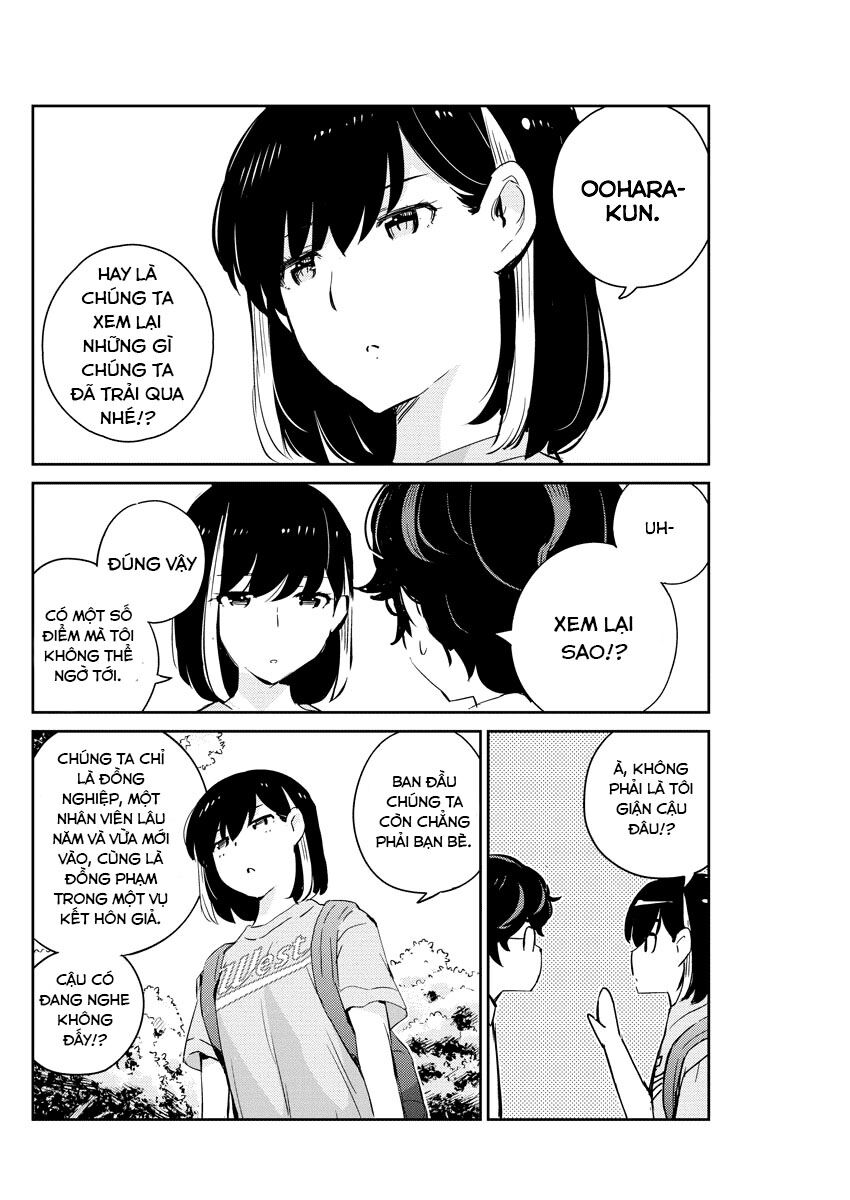 OOHARA-
KUN.
HAY LÀ
CHÚNG TA
XEM LẠI
NHỮNG GÌ
CHÚNG TA
ĐÃ TRẢI QUA
NHÉ!?
UH-
XEM LẠI
SAO!?
ĐÚNG VẬY
CÓ MỘT SỐ
ĐIỂM MÀ TÔI
KHÔNG THỂ
NGỜ TỚI.
À, KHÔNG
PHẢI LÀ TÔI
GIẬN CẬU
ĐÂU!?
BAN ĐẦU
CHÚNG TA
CÒN CHẲNG
PHẢI BẠN BÈ.
West
CHÚNG TA CHỈ
LÀ ĐỒNG
NGHIỆP, MỘT
NHÂN VIÊN LÂU
NĂM VÀ VỪA MỚI
VÀO, CÙNG LÀ
ĐỒNG PHẠM
TRONG MỘT VỤ
KẾT HÔN GIẢ.
CẬU CÓ
ĐANG NGHE
KHÔNG
ĐẤY!?